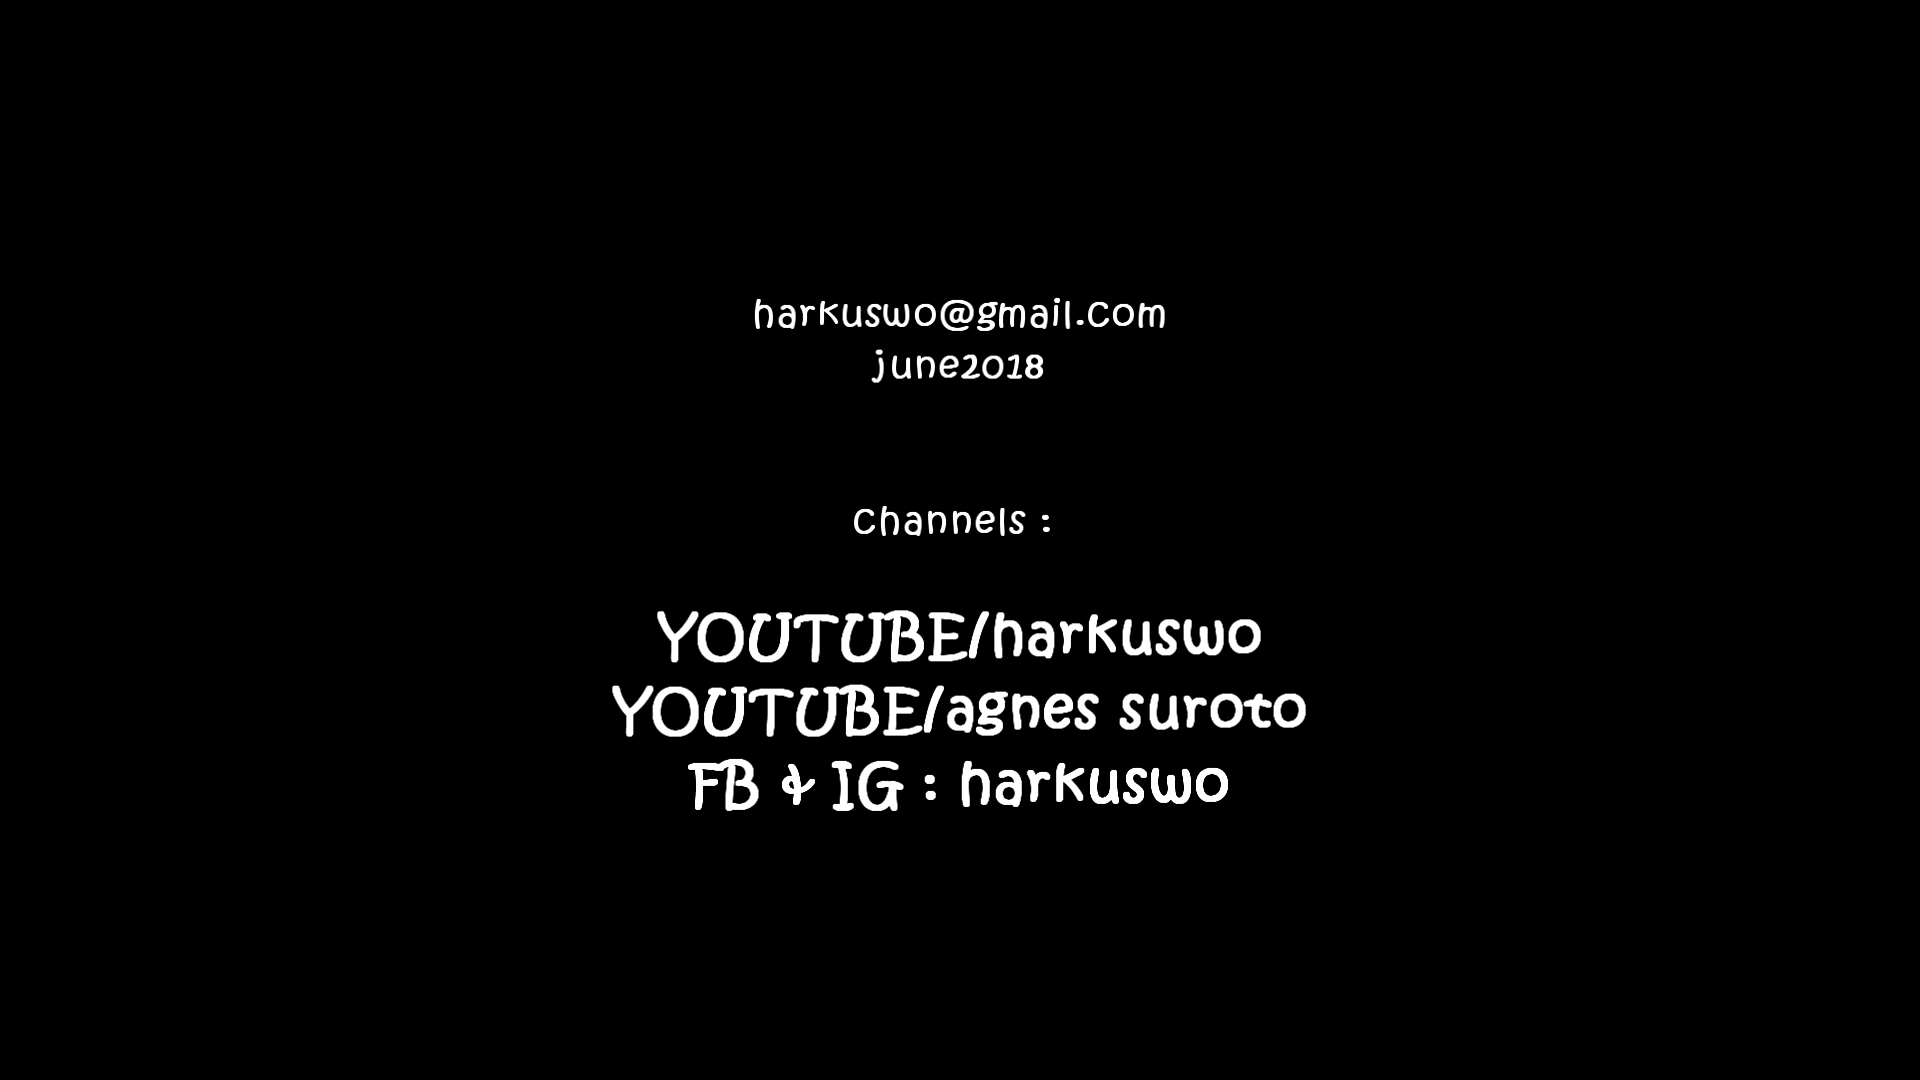 harkuswo@gmail.com
june2018
Channels :
YOUTUBE/harkuswo
YOUTUBE/agnes suroto
FB & IG : harkuswo